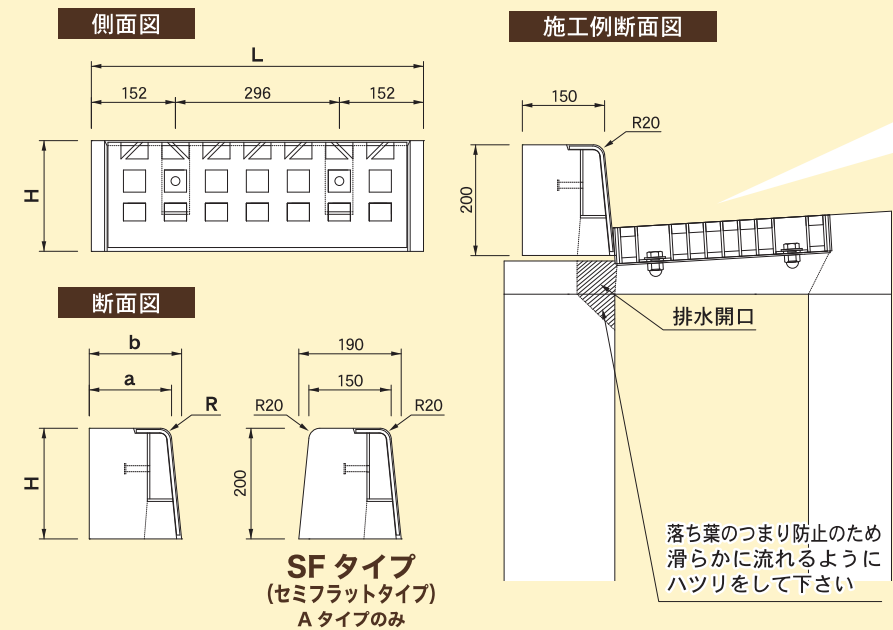 側面図
L
152
296
152
H
断面図
b
a
R
H
190
150
R20
R20
200
SFタイプ
(セミフラットタイプ)
Aタイプのみ
施工例断面図
150
R20
200
排水開口
落ち葉のつまり防止のため
滑らかに流れるように
ハツリをして下さい